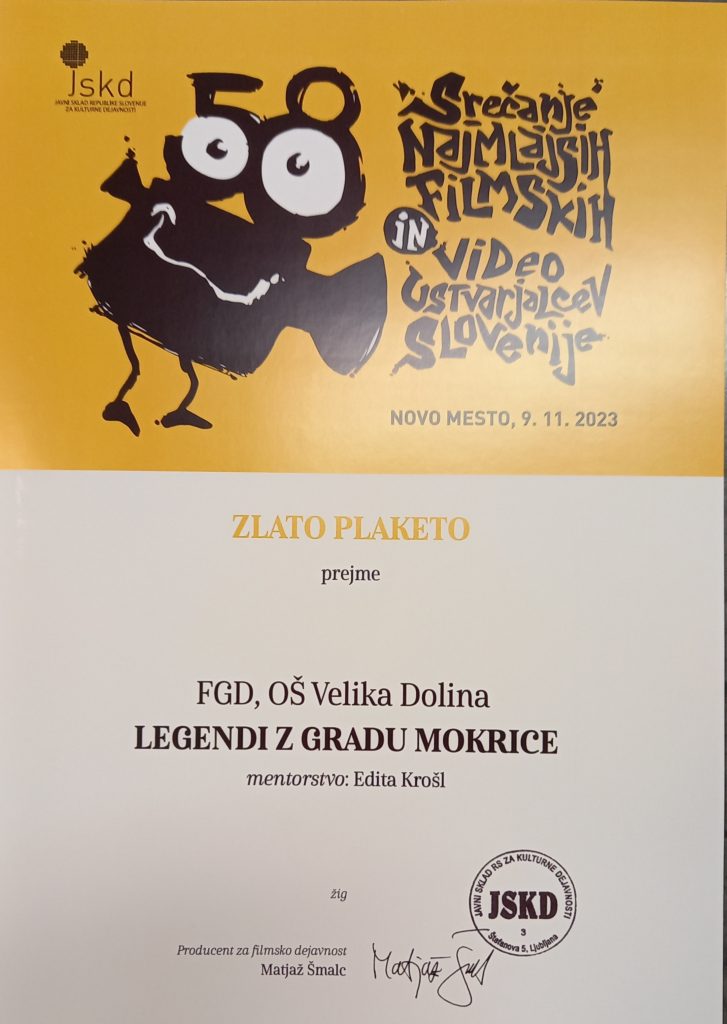 Jskd
JAVNI SKLAD REPUBLIKE SLOVENIJE
ZA KULTURNE DEJAVNOSTI
58
Srečanje
NAJMLAJŠIH
FILMSKIH
iN
ViDeo
USTVARJALCEV
SLOVENIJE
NOVO MESTO, 9. 11. 2023
ZLATO PLAKETO
prejme
FGD, OŠ Velika Dolina
LEGENDI Z GRADU MOKRICE
mentorstvo: Edita Krošl
žig
JAVNI SKLAD RS ZA KULTURNE DEJAVNOSTI
JSKD
3
Štefanova 5, Ljubljana
Producent za filmsko dejavnost
Matjaž Šmalc
Matjaž Šmalc